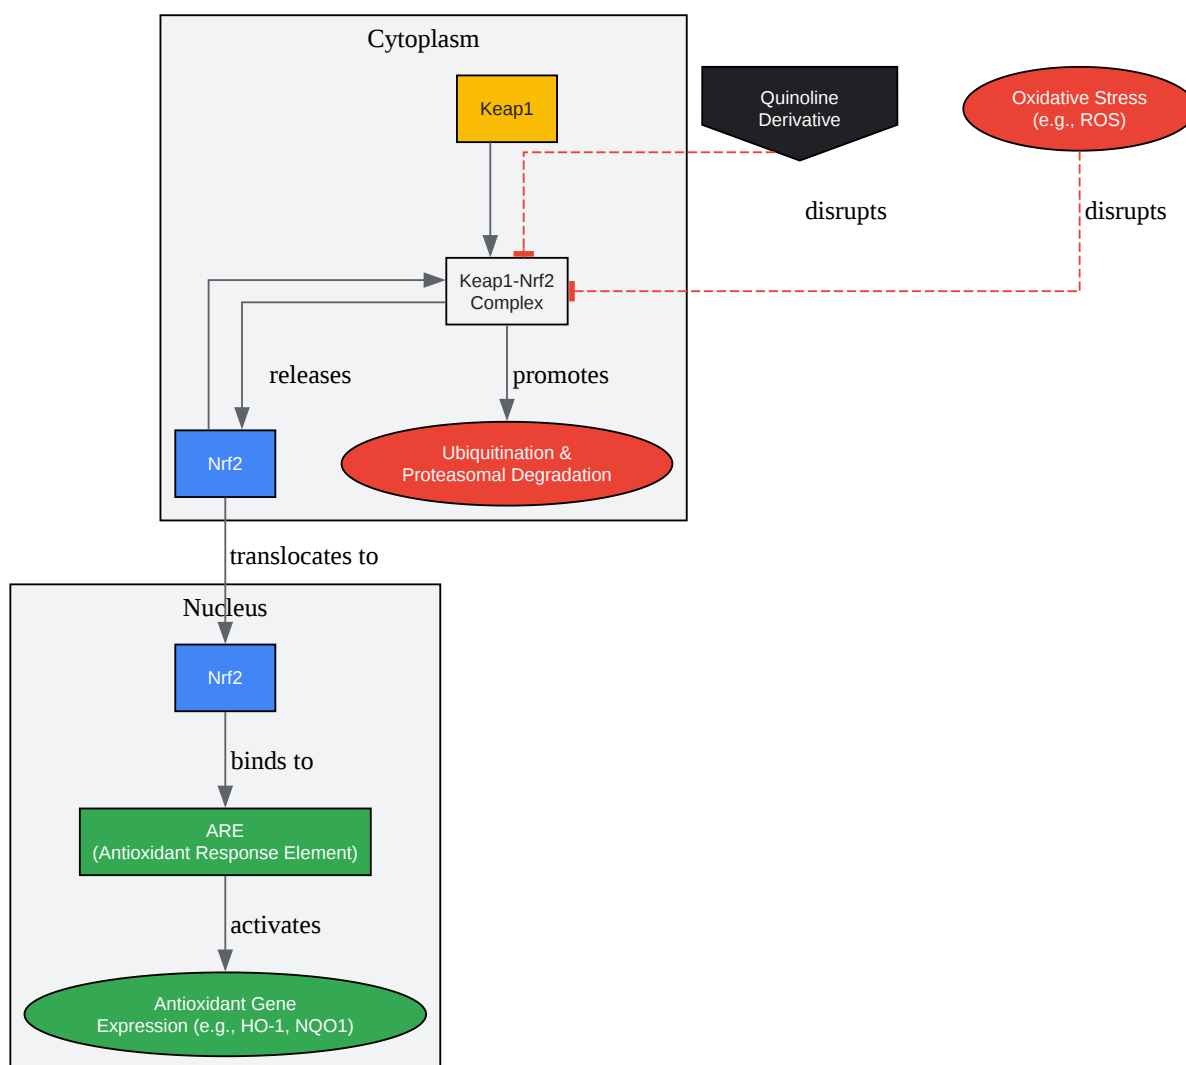 Cytoplasm
Keap1
Quinoline
Derivative
Oxidative Stress
(e.g., ROS)
disrupts
disrupts
Keap1-Nrf2
Complex
releases
promotes
Nrf2
Ubiquitination &
Proteasomal Degradation
translocates to
Nucleus
Nrf2
binds to
ARE
(Antioxidant Response Element)
activates
Antioxidant Gene
Expression (e.g., HO-1, NQO1)